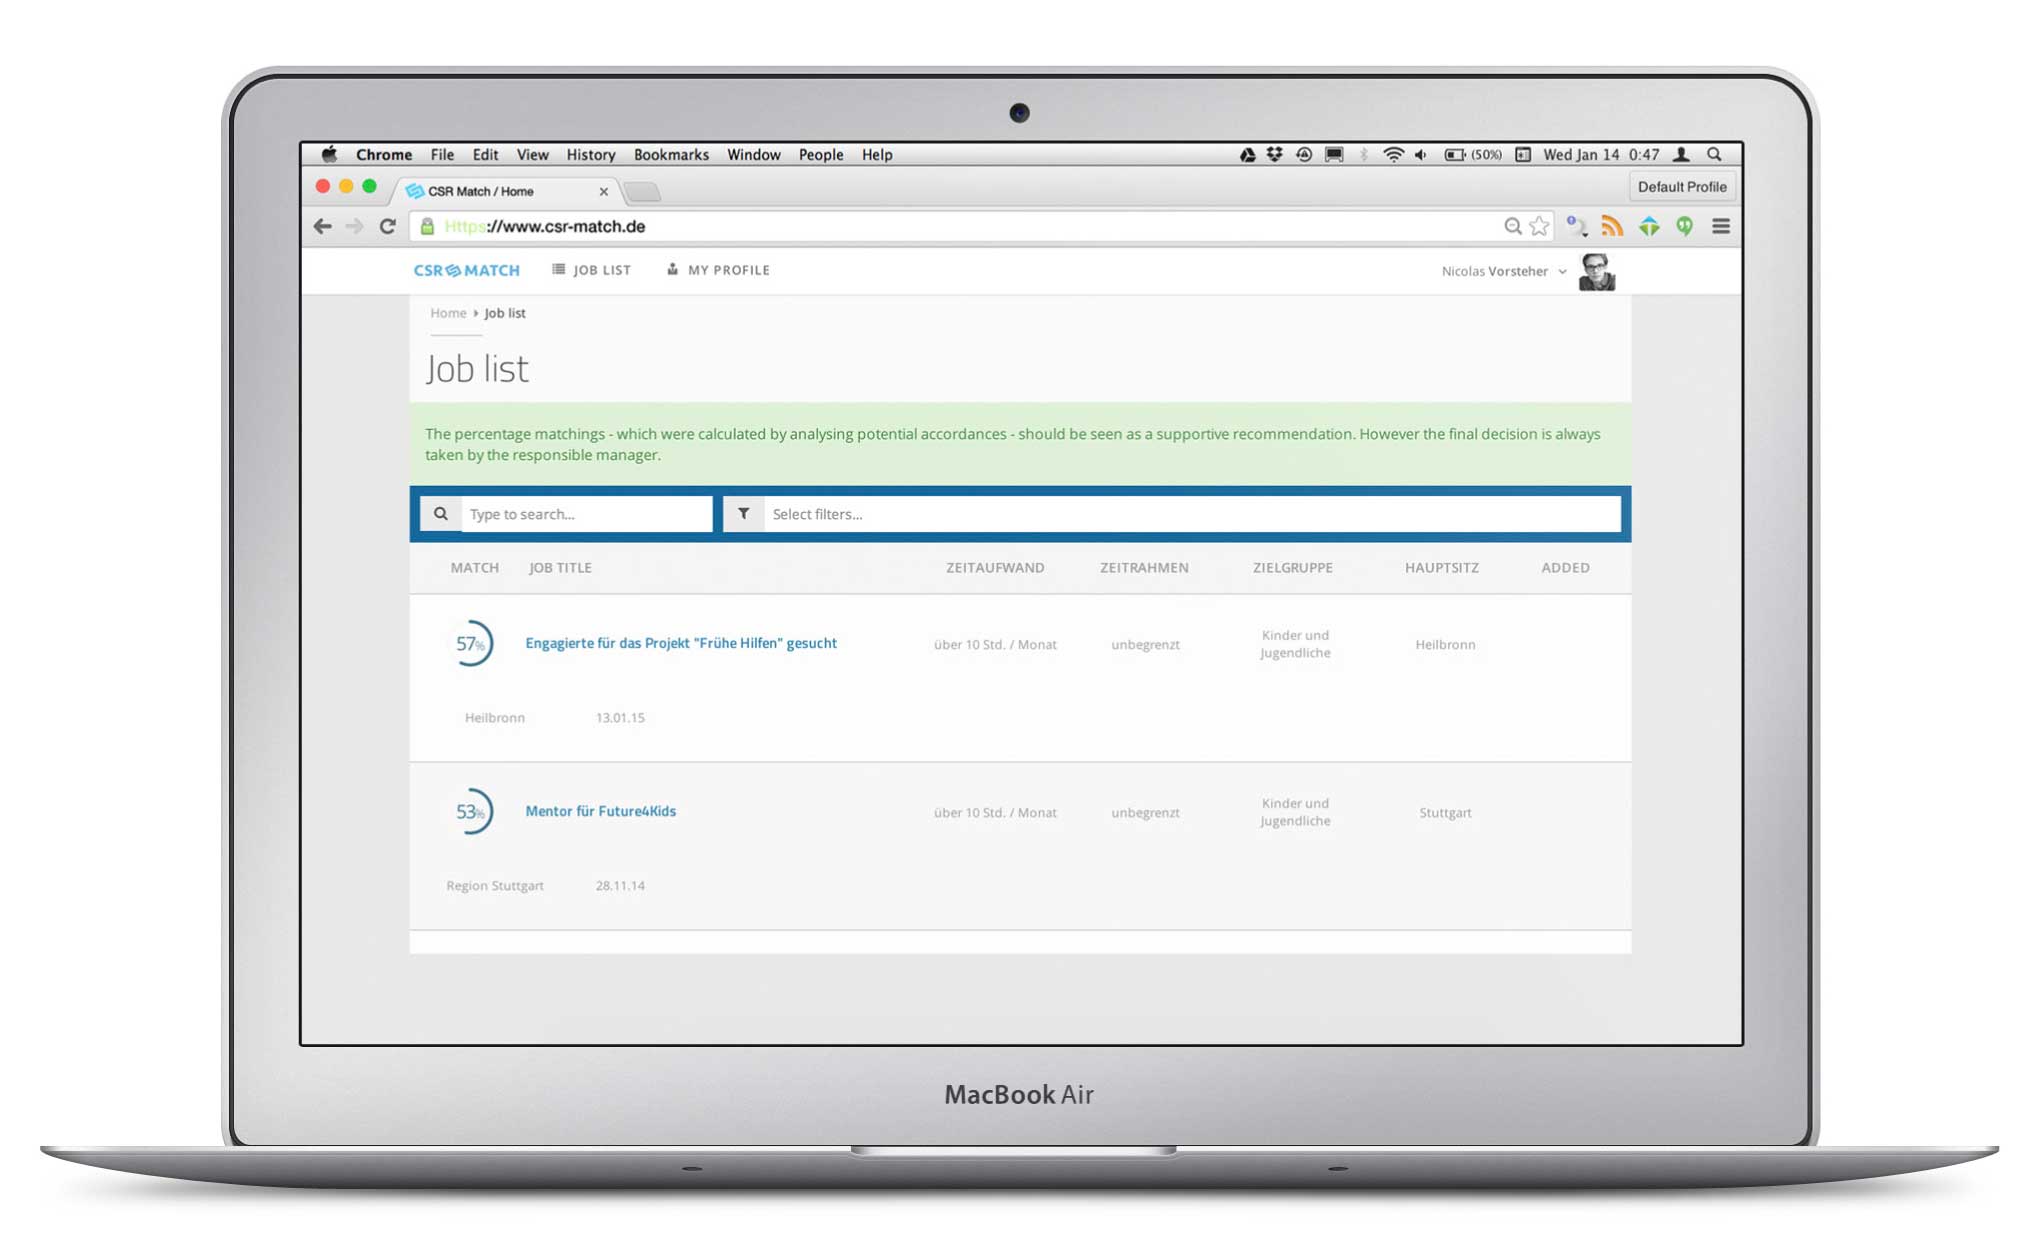 Chrome File Edit View History Bookmarks Window People Help (50%) Wed Jan 14 0:47
CSR Match / Home
Default Profile
Https://www.csr-match.de
CSR MATCH JOB LIST MY PROFILE Nicolas Vorsteher
Home Job list
Job list
The percentage matchings - which were calculated by analysing potential accordances - should be seen as a supportive recommendation. However the final decision is always
taken by the responsible manager.
Type to search... Select filters...
MATCH JOB TITLE ZEITAUFWAND ZEITRAHMEN ZIELGRUPPE HAUPTSITZ ADDED
57% Engagierte für das Projekt "Frühe Hilfen" gesucht über 10 Std. / Monat unbegrenzt Kinder und
Jugendliche Heilbronn
Heilbronn 13.01.15
53% Mentor für Future4Kids über 10 Std. / Monat unbegrenzt Kinder und
Jugendliche Stuttgart
Region Stuttgart 28.11.14
MacBook Air